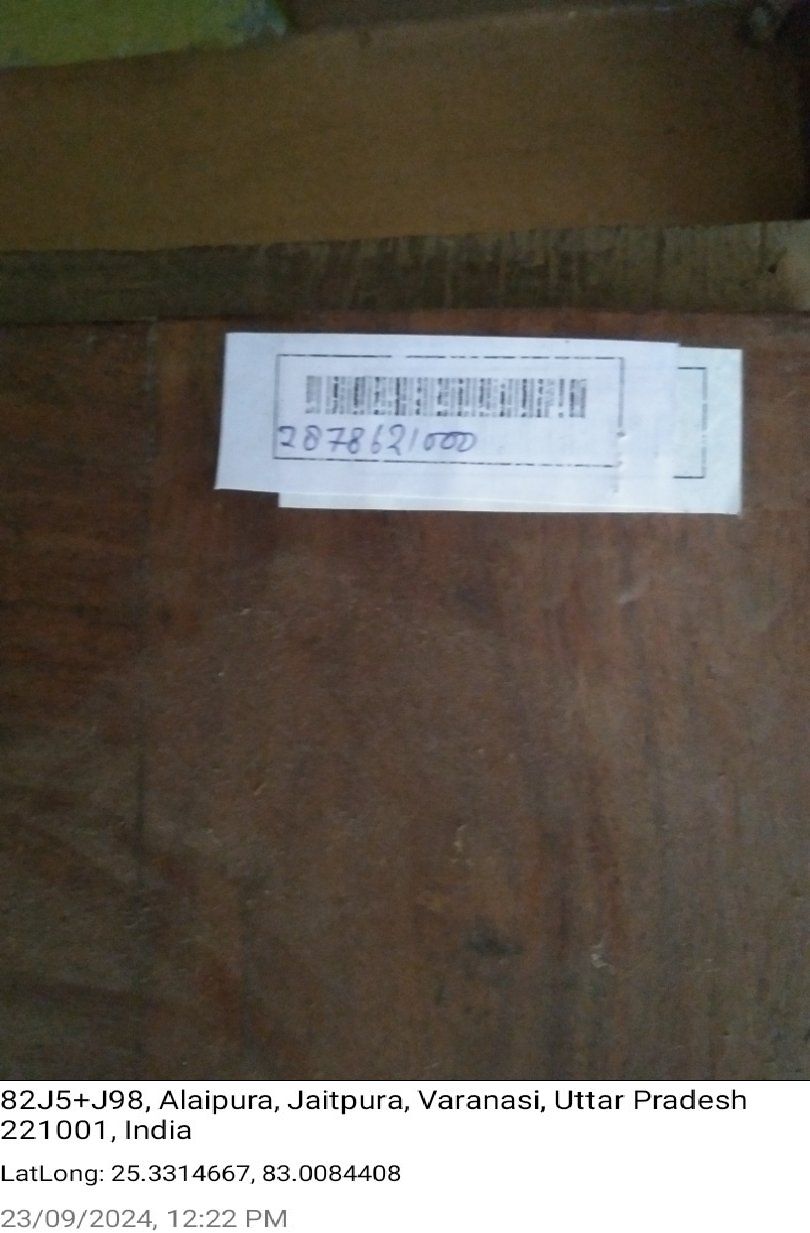 2878621000
82J5+J98, Alaipura, Jaitpura, Varanasi, Uttar Pradesh
221001, India
LatLong: 25.3314667, 83.0084408
23/09/2024, 12:22 PM